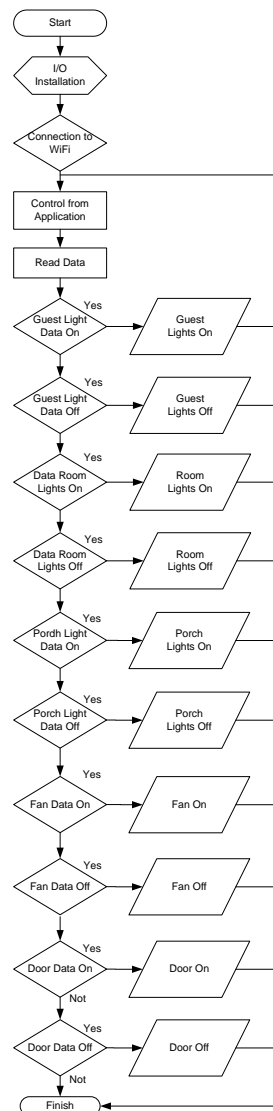 Start
I/O
Installation
Connection to
WiFi
Control from
Application
Read Data
Yes
Guest Light
Data On
Guest
Lights On
Yes
Guest Light
Data Off
Guest
Lights Off
Yes
Data Room
Lights On
Room
Lights On
Yes
Data Room
Lights Off
Room
Lights Off
Yes
Pordh Light
Data On
Porch
Lights On
Yes
Porch Light
Data Off
Porch
Lights Off
Yes
Fan Data On
Fan On
Yes
Fan Data Off
Fan Off
Yes
Door Data On
Door On
Not
Yes
Door Data Off
Door Off
Not
Finish